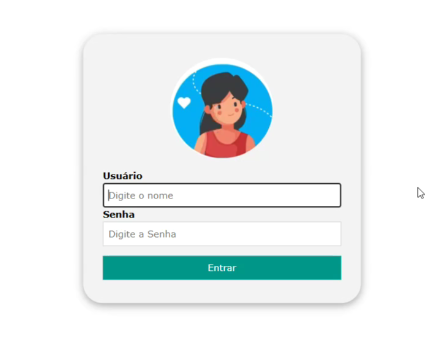 Usuário
Digite o nome
Senha
Digite a Senha
Entrar